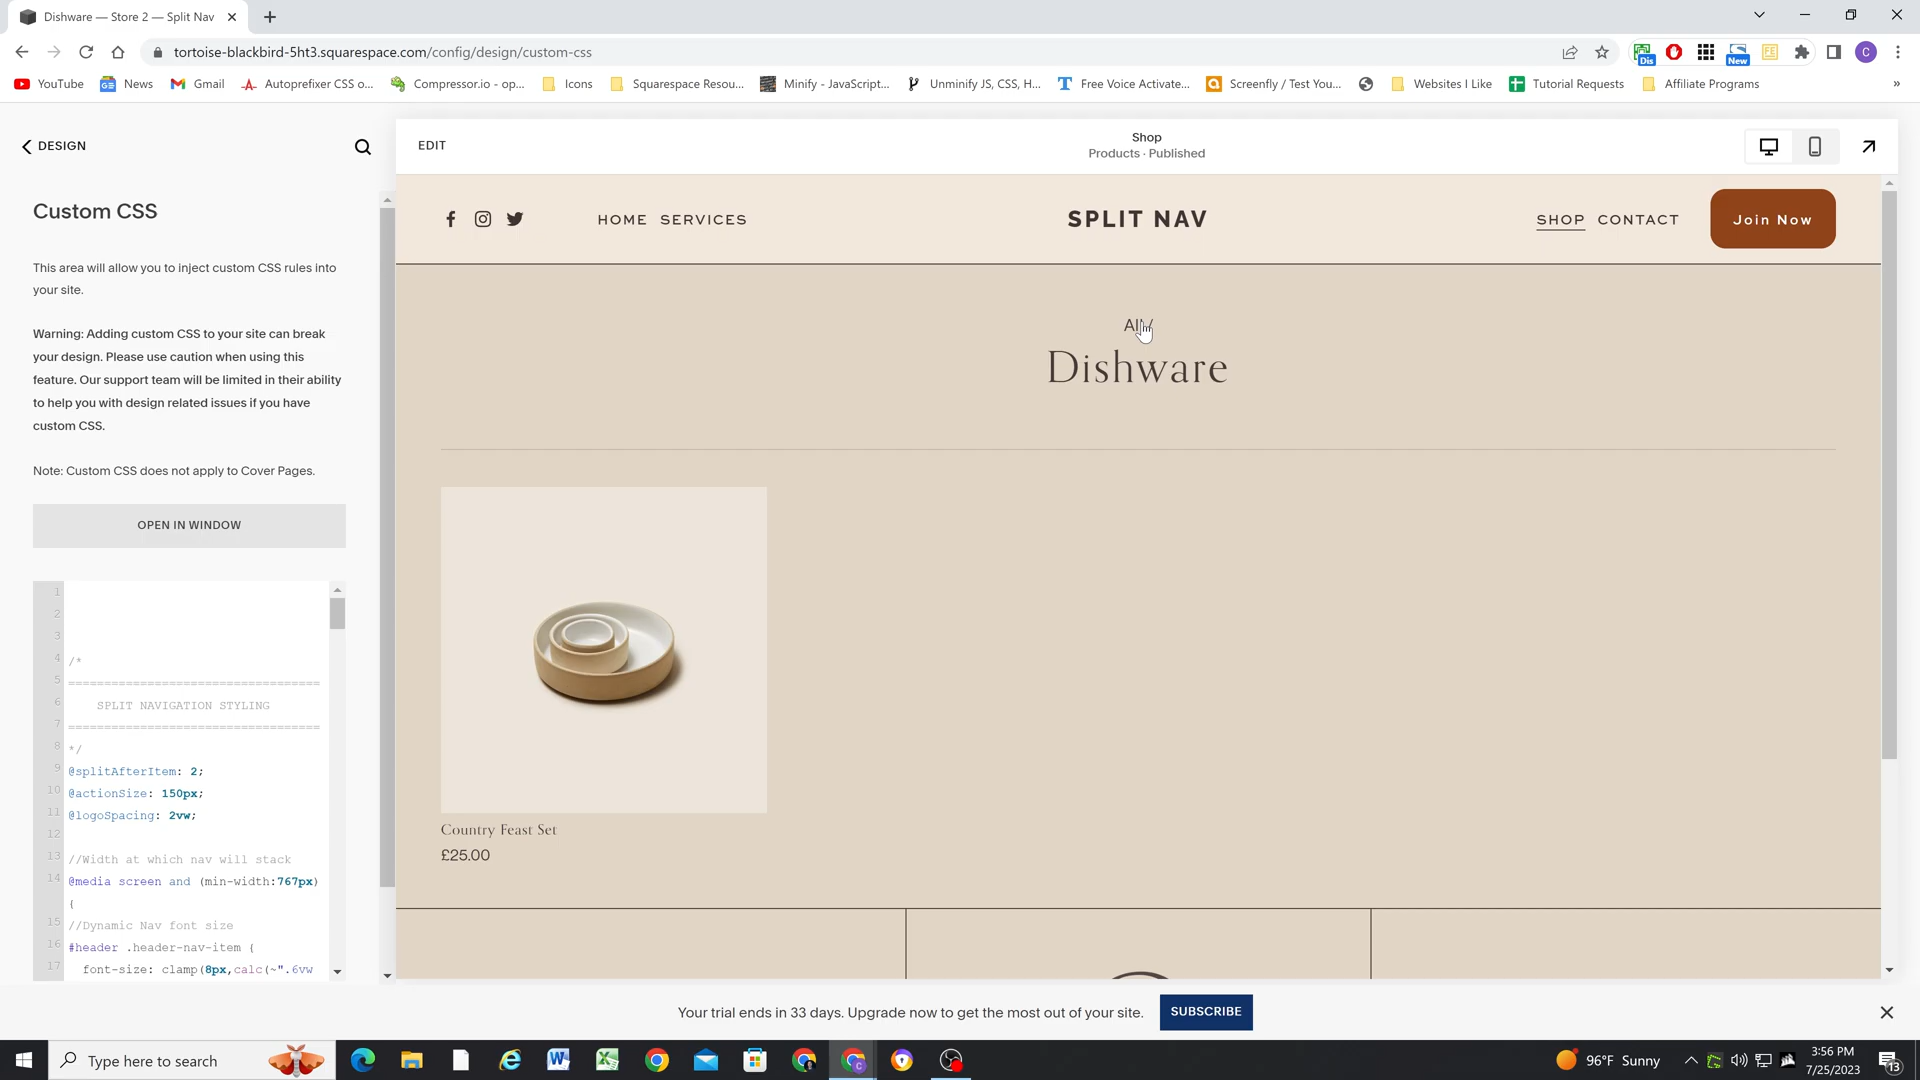 Dishware — Store 2 — Split Nav
tortoise-blackbird-5ht3.squarespace.com/config/design/custom-css
Dis
New
FE
C
YouTube
News
Gmail
Autoprefixer CSS o...
Compressor.io - op...
Icons
Squarespace Resou...
Minify - JavaScript...
Unminify JS, CSS, H...
Free Voice Activate...
Screenfly / Test You...
Websites I Like
Tutorial Requests
Affiliate Programs
»
DESIGN
EDIT
Shop
Products · Published
Custom CSS
This area will allow you to inject custom CSS rules into
your site.
Warning: Adding custom CSS to your site can break
your design. Please use caution when using this
feature. Our support team will be limited in their ability
to help you with design related issues if you have
custom CSS.
Note: Custom CSS does not apply to Cover Pages.
OPEN IN WINDOW
1
2
3
4 /*
5 ===================================
6 SPLIT NAVIGATION STYLING
7 ===================================
8 */
9 @splitAfterItem: 2;
10 @actionSize: 150px;
11 @logoSpacing: 2vw;
12
13 //Width at which nav will stack
14 @media screen and (min-width:767px)
{
15 //Dynamic Nav font size
16 #header .header-nav-item {
17 font-size: clamp(8px,calc(~".6vw
HOME SERVICES
SPLIT NAV
SHOP CONTACT
Join Now
All
Dishware
Country Feast Set
£25.00
Your trial ends in 33 days. Upgrade now to get the most out of your site.
SUBSCRIBE
Type here to search
96°F Sunny
3:56 PM
7/25/2023
13